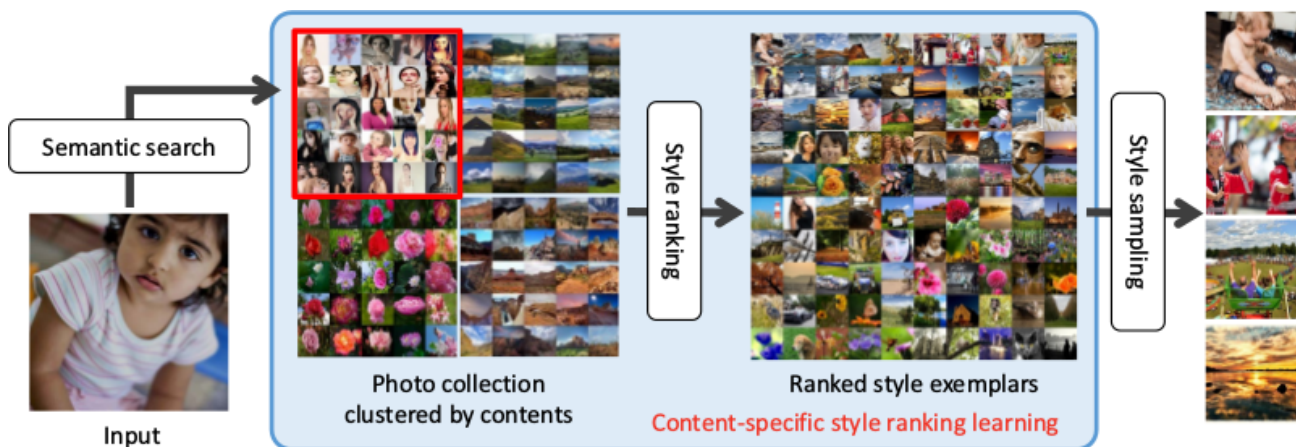 Semantic search
Input
Photo collection
clustered by contents
Style ranking
Ranked style exemplars
Content-specific style ranking learning
Style sampling